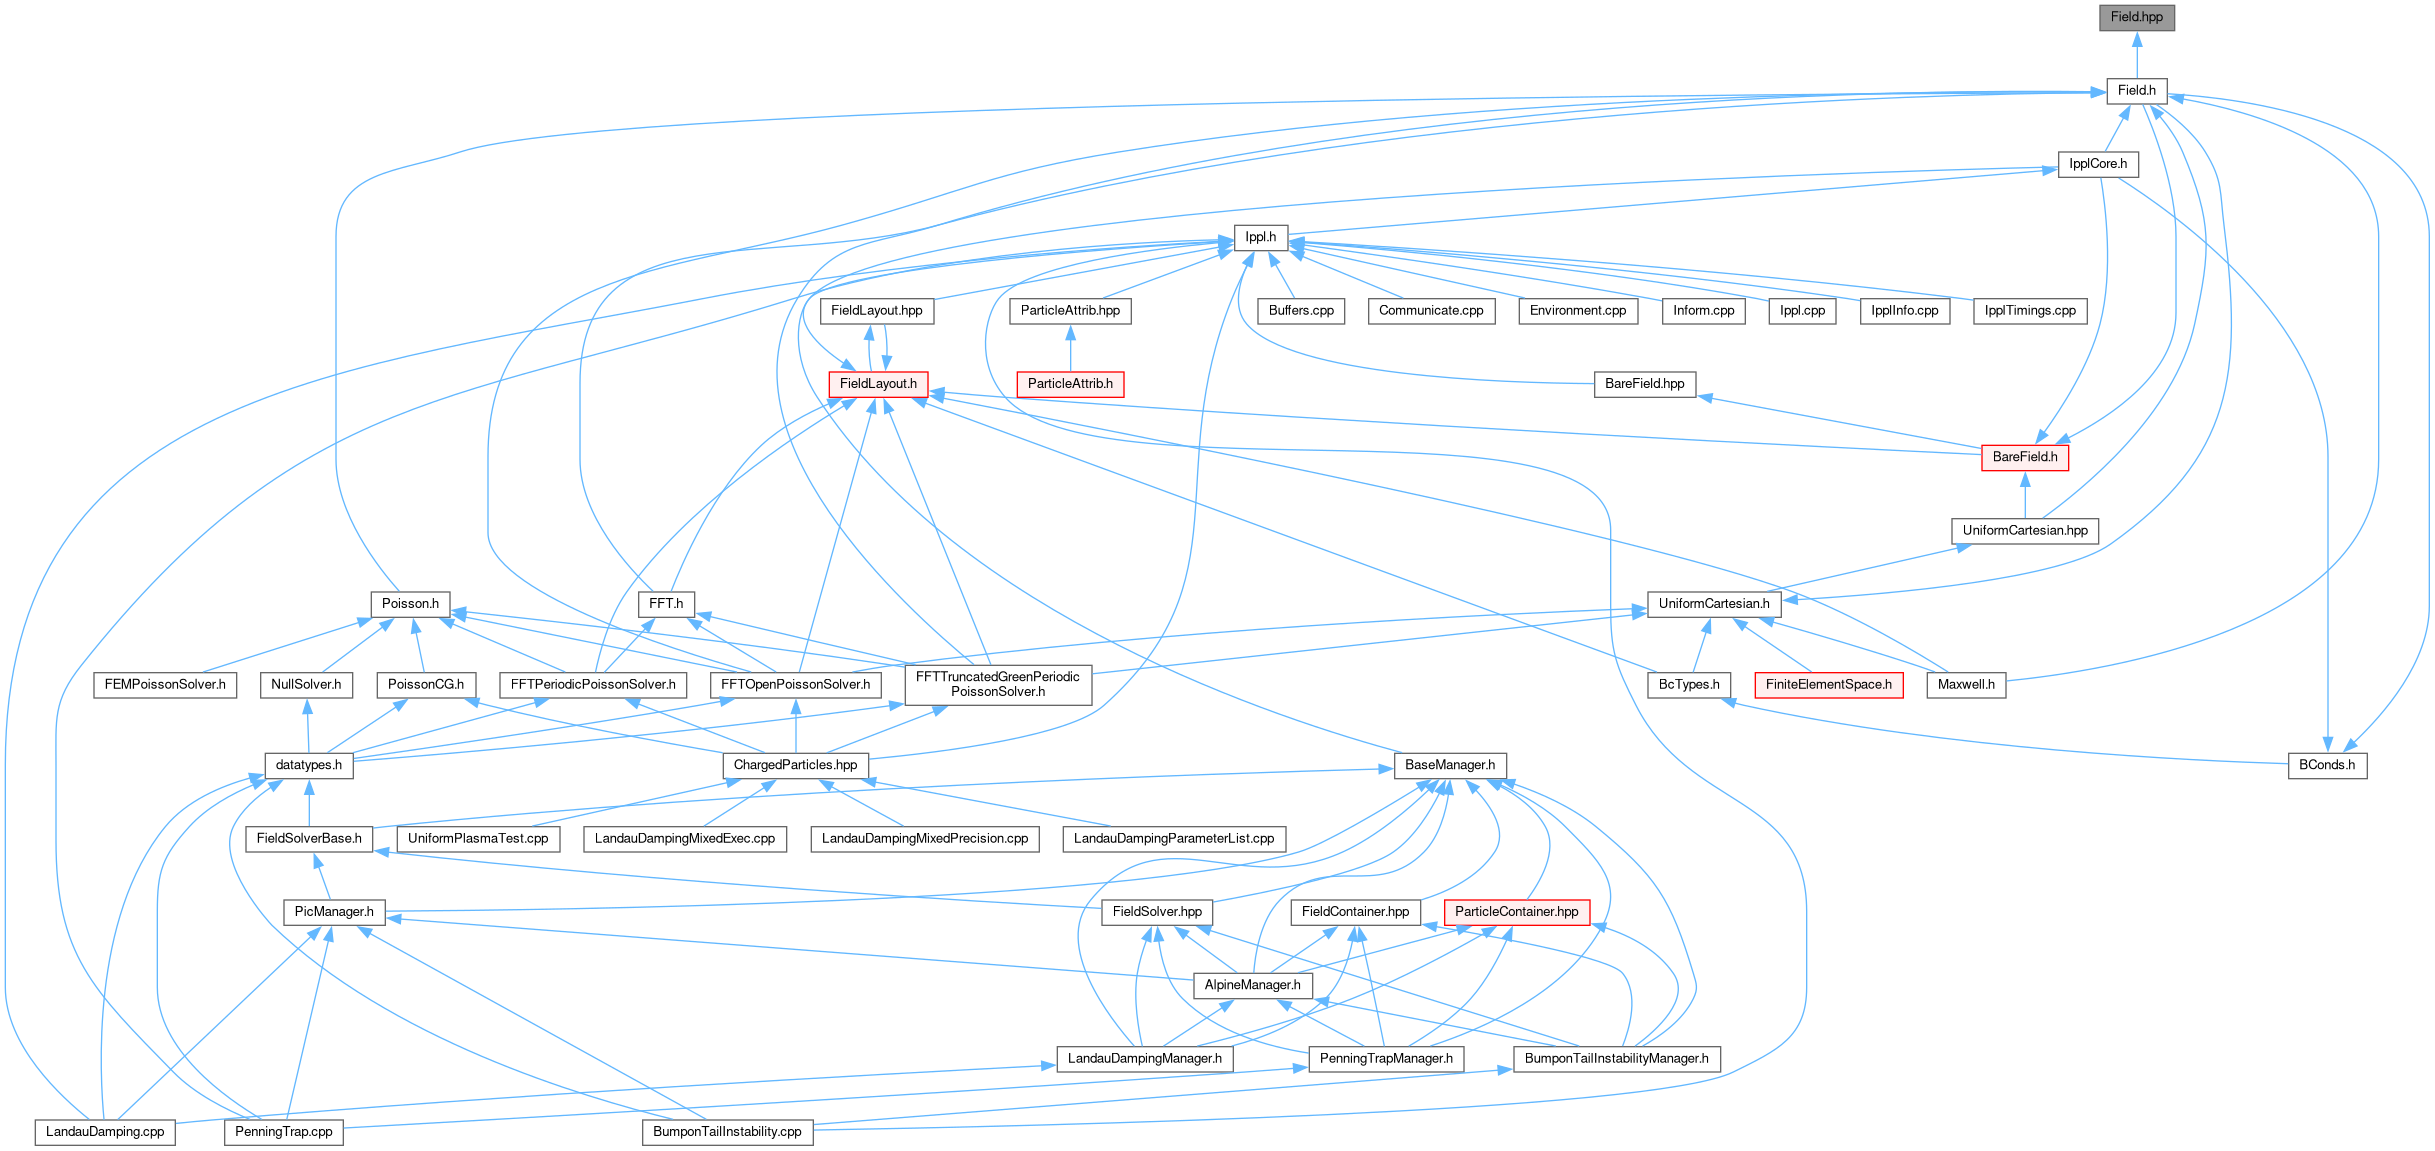 Field.hpp
Field.h
IpplCore.h
Ippl.h
FieldLayout.hpp
ParticleAttrib.hpp
Buffers.cpp
Communicate.cpp
Environment.cpp
Inform.cpp
Ippl.cpp
IpplInfo.cpp
IpplTimings.cpp
FieldLayout.h
ParticleAttrib.h
BareField.hpp
BareField.h
UniformCartesian.hpp
Poisson.h
FFT.h
UniformCartesian.h
FEMPoissonSolver.h
NullSolver.h
PoissonCG.h
FFTPeriodicPoissonSolver.h
FFTOpenPoissonSolver.h
FFTTruncatedGreenPeriodic
PoissonSolver.h
BcTypes.h
FiniteElementSpace.h
Maxwell.h
datatypes.h
ChargedParticles.hpp
BaseManager.h
BConds.h
FieldSolverBase.h
UniformPlasmaTest.cpp
LandauDampingMixedExec.cpp
LandauDampingMixedPrecision.cpp
LandauDampingParameterList.cpp
PicManager.h
FieldSolver.hpp
FieldContainer.hpp
ParticleContainer.hpp
AlpineManager.h
LandauDampingManager.h
PenningTrapManager.h
BumponTailInstabilityManager.h
LandauDamping.cpp
PenningTrap.cpp
BumponTailInstability.cpp